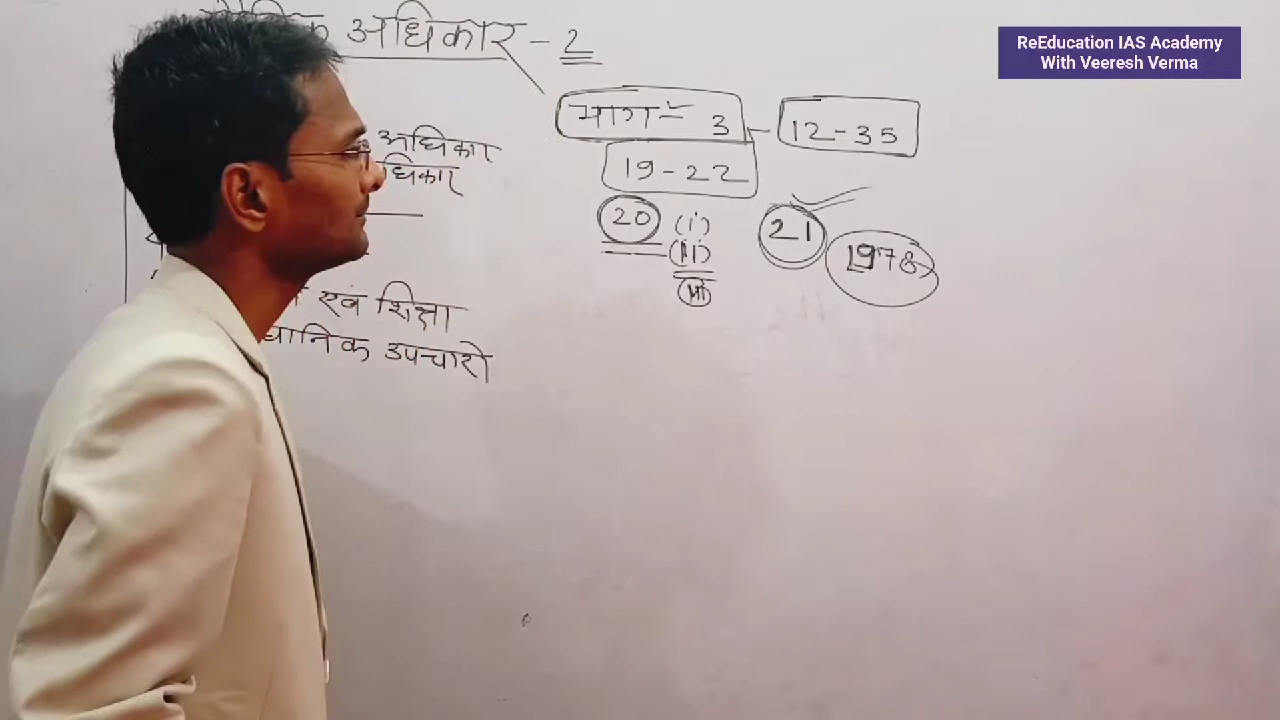 अधिकार - 2
भाग - 3 - 12-35
19-22
20 (i) 21 1978
(ii)
(iii)
अधिका
धिकार
एवं शिक्षा
धानिक उपचारो
ReEducation IAS Academy
With Veeresh Verma